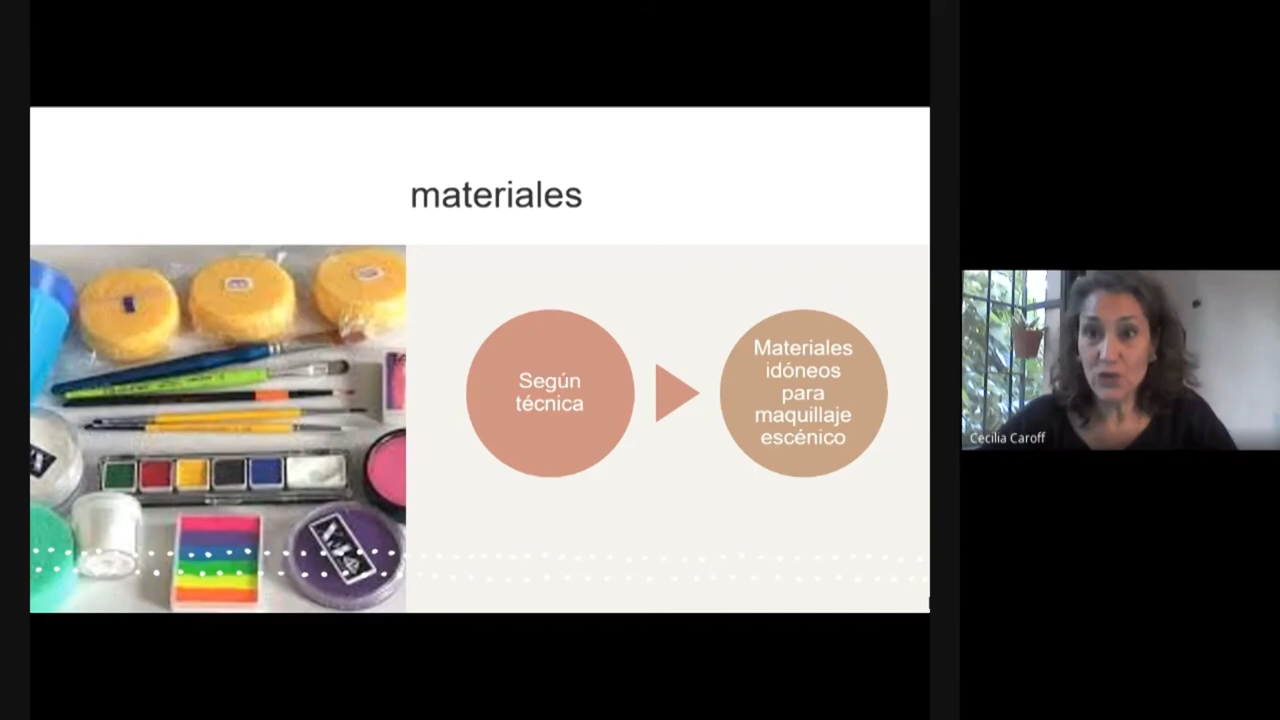 materiales
Según
técnica
Materiales
idóneos
para
maquillaje
escénico
Cecilia Caroff